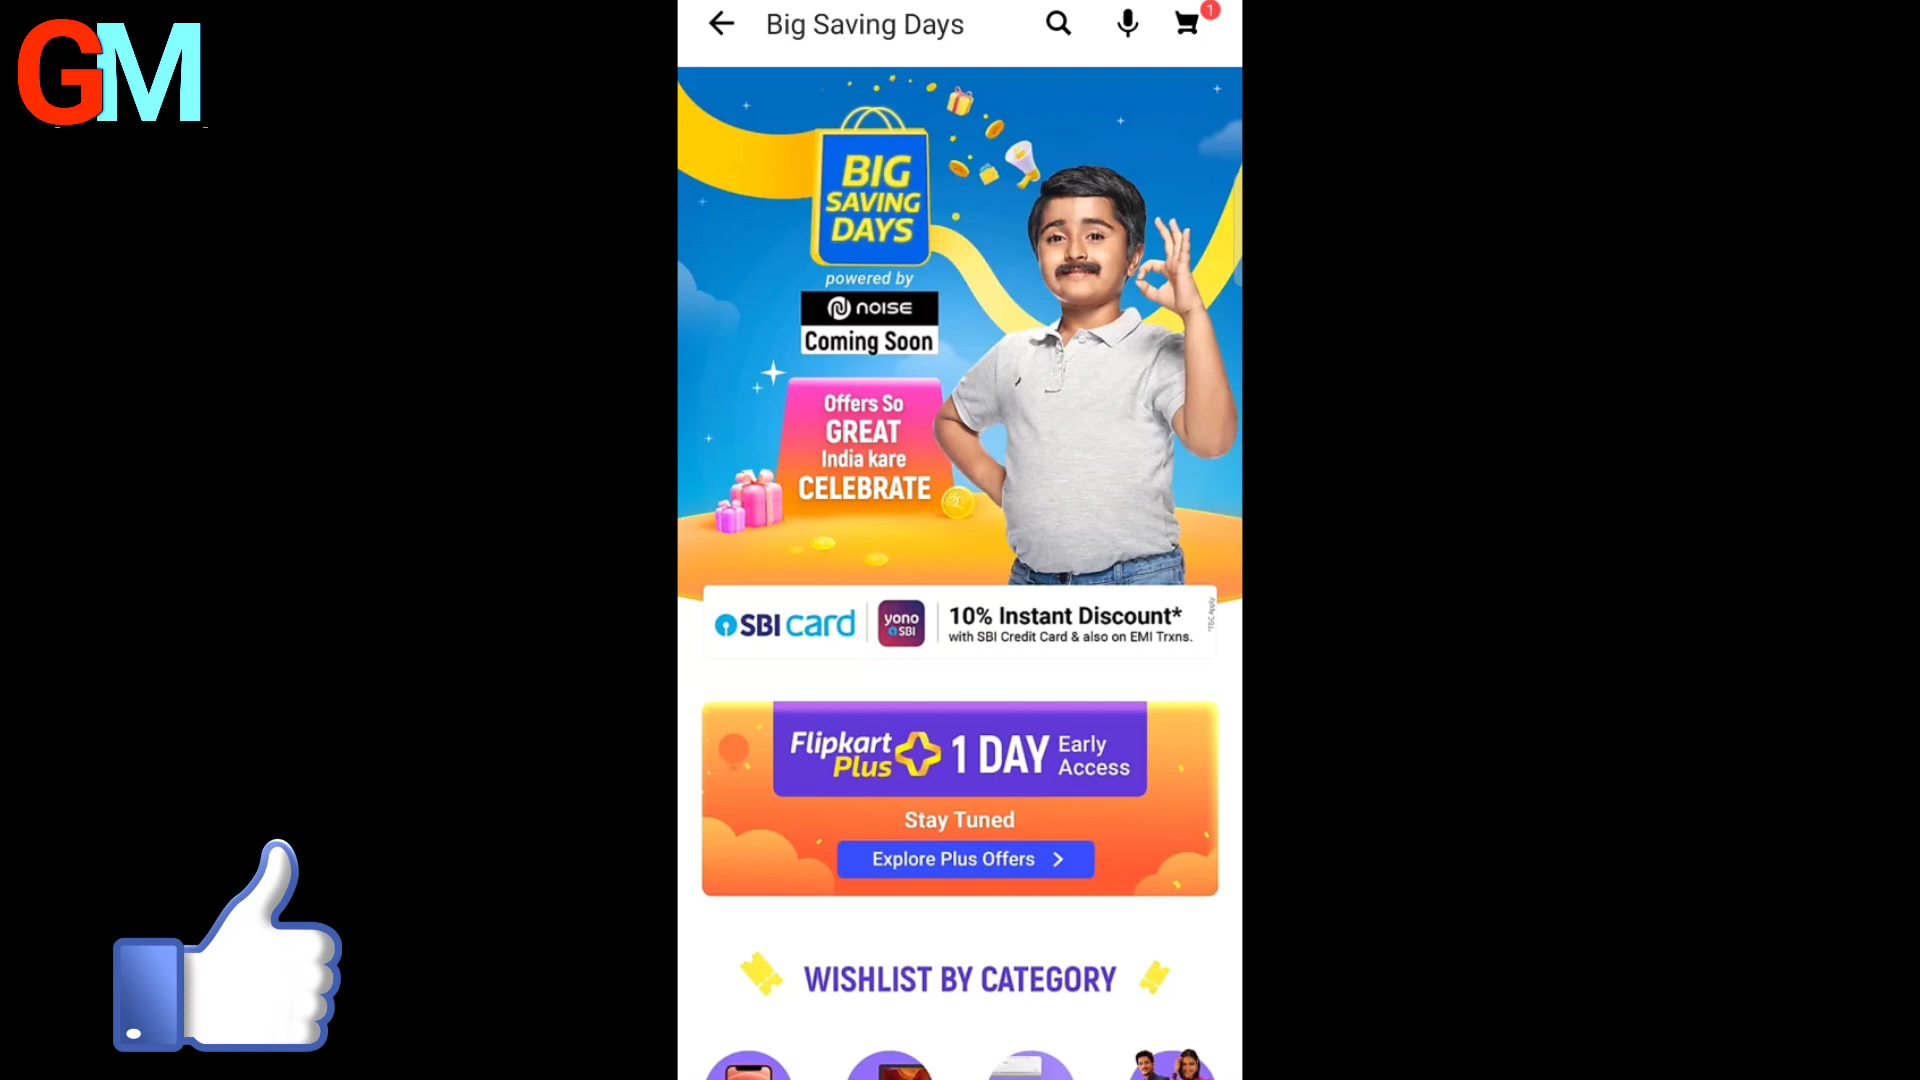 GM
Big Saving Days
1
BIG
SAVING
DAYS
powered by
NOISE
Coming Soon
Offers So
GREAT
India kare
CELEBRATE
SBI card
yono
SBI
10% Instant Discount*
with SBI Credit Card & also on EMI Trxns.
*T&C Apply
Flipkart
Plus
1 DAY
Early
Access
Stay Tuned
Explore Plus Offers
WISHLIST BY CATEGORY